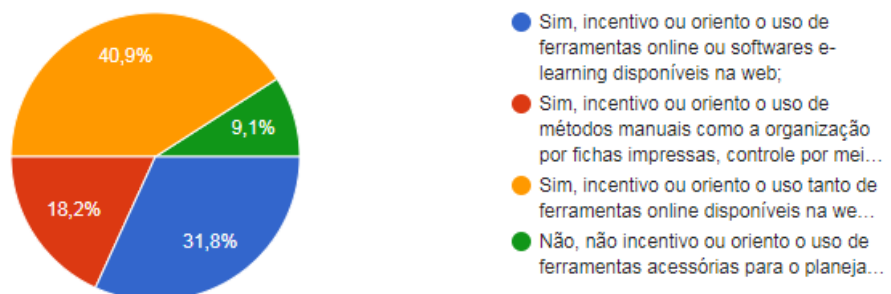 40,9%
9,1%
18,2%
31,8%
Sim, incentivo ou oriento o uso de
ferramentas online ou softwares e-
learning disponíveis na web;
Sim, incentivo ou oriento o uso de
métodos manuais como a organização
por fichas impressas, controle por mei...
Sim, incentivo ou oriento o uso tanto de
ferramentas online disponíveis na we...
Não, não incentivo ou oriento o uso de
ferramentas acessórias para o planeja...